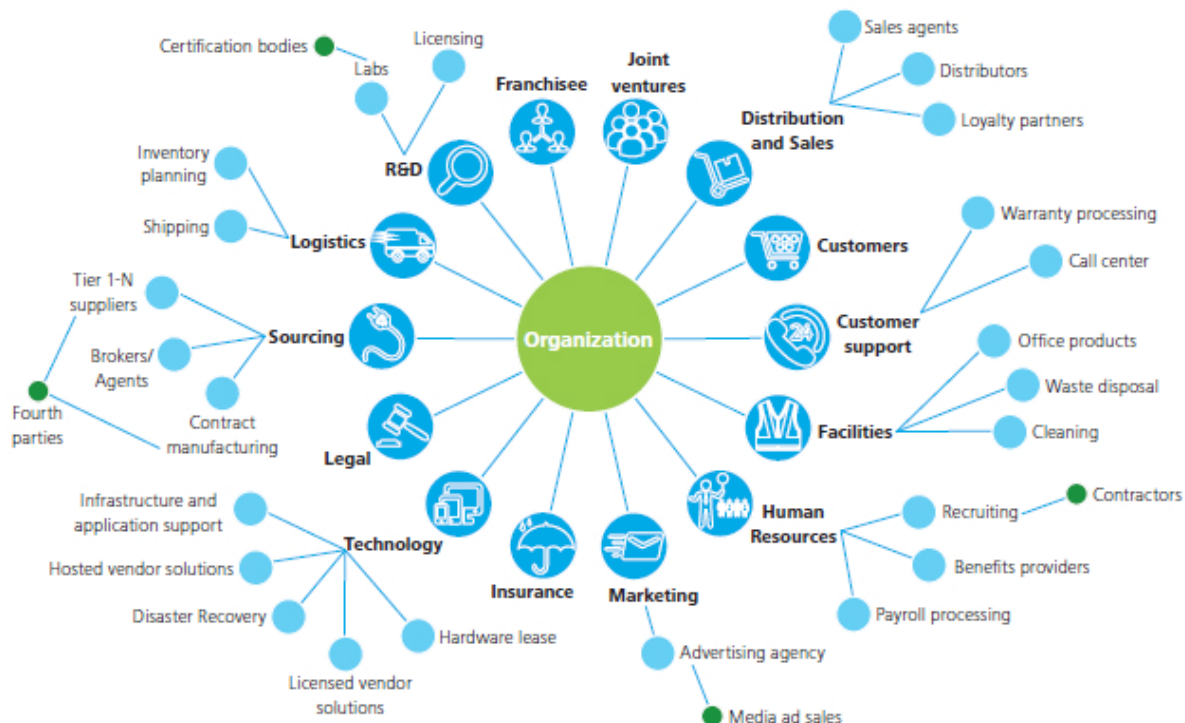 Certification bodies
Licensing
Labs
Franchisee
Joint
ventures
Sales agents
Distributors
Loyalty partners
Distribution
and Sales
R&D
Inventory
planning
Shipping
Logistics
Customers
Warranty processing
Call center
Tier 1-N
suppliers
Sourcing
Brokers/
Agents
Contract
manufacturing
Fourth
parties
Organization
24
Customer
support
Office products
Waste disposal
Cleaning
Facilities
Legal
Infrastructure and
application support
Technology
Hosted vendor solutions
Disaster Recovery
Licensed vendor
solutions
Hardware lease
Insurance
Marketing
Advertising agency
Media ad sales
Human
Resources
Recruiting
Contractors
Benefits providers
Payroll processing